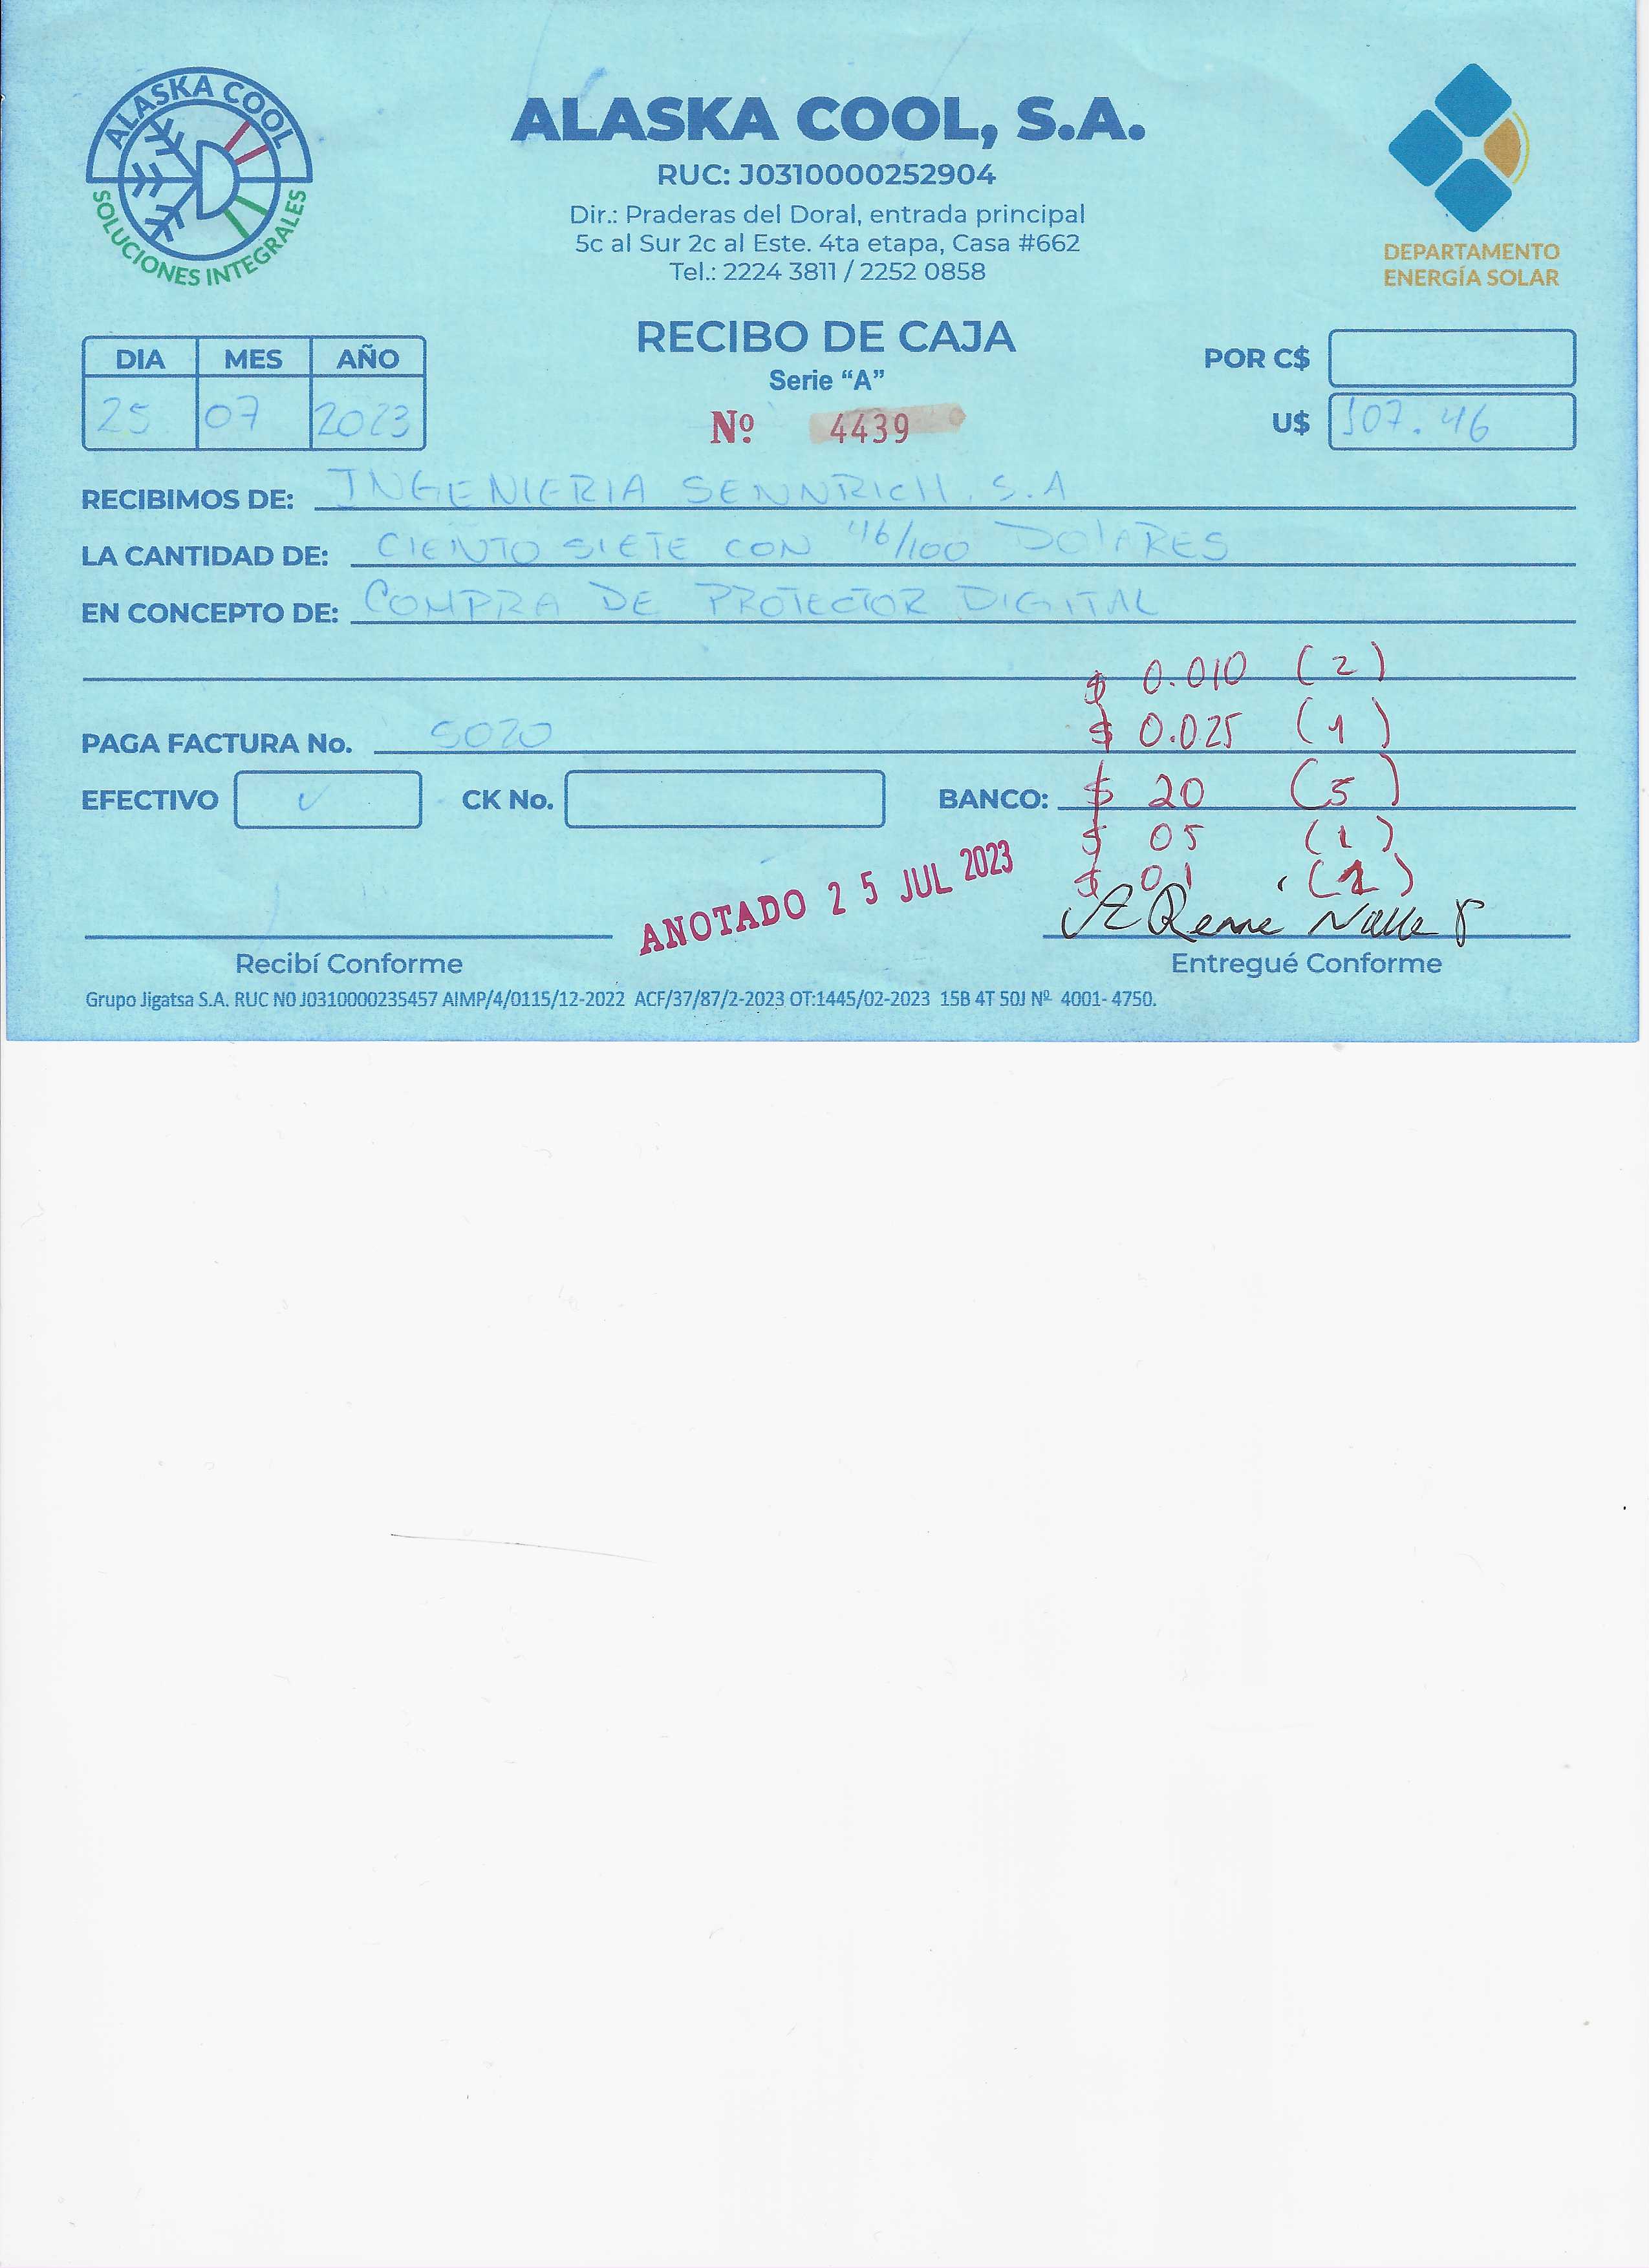 ALASKA COOL
SOLUCIONES INTEGRALES
ALASKA COOL, S.A.
RUC: J0310000252904
Dir.: Praderas del Doral, entrada principal
5c al Sur 2c al Este. 4ta etapa, Casa #662
Tel.: 2224 3811 / 2252 0858
DEPARTAMENTO
ENERGÍA SOLAR
RECIBO DE CAJA
Serie “A”
Nº 4439
DIA MES AÑO
25 07 2023
POR C$
U$ 107.46
RECIBIMOS DE: INGENIERIA SENNRICH. S.A
LA CANTIDAD DE: CIENTO SIETE CON 46/100 DOLARES
EN CONCEPTO DE: COMPRA DE PROTECTOR DIGITAL
$ 0.010 (2)
$ 0.025 (1)
PAGA FACTURA No. 5020
EFECTIVO ✓ CK No. BANCO: $ 20 (5)
$ 05 (1)
$ 01 (1)
ANOTADO 25 JUL 2023
Rene Valle
Recibí Conforme
Entregué Conforme
Grupo Jigatsa S.A. RUC N0 J0310000235457 AIMP/4/0115/12-2022 ACF/37/87/2-2023 OT:1445/02-2023 15B 4T 50J Nº 4001- 4750.